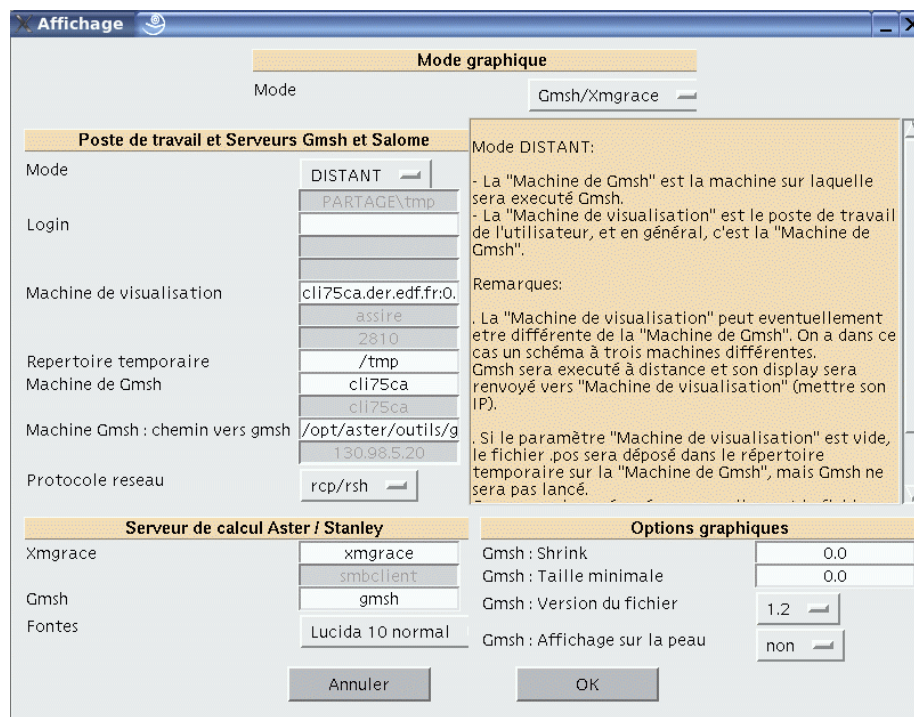 Affichage
Mode graphique
Mode
Gmsh/Xmgrace
Poste de travail et Serveurs Gmsh et Salome
Mode
DISTANT
PARTAGE\tmp
Login
Machine de visualisation
cli75ca.der.edf.fr:0.
assire
2810
Repertoire temporaire
/tmp
Machine de Gmsh
cli75ca
cli75ca
Machine Gmsh : chemin vers gmsh
/opt/aster/outils/g
130.98.5.20
Protocole reseau
rcp/rsh
Mode DISTANT:
- La "Machine de Gmsh" est la machine sur laquelle
sera executé Gmsh.
- La "Machine de visualisation" est le poste de travail
de l'utilisateur, et en général, c'est la "Machine de
Gmsh".
Remarques:
. La "Machine de visualisation" peut eventuellement
etre différente de la "Machine de Gmsh". On a dans ce
cas un schéma à trois machines différentes.
Gmsh sera executé à distance et son display sera
renvoyé vers "Machine de visualisation" (mettre son
IP).
. Si le paramètre "Machine de visualisation" est vide,
le fichier .pos sera déposé dans le répertoire
temporaire sur la "Machine de Gmsh", mais Gmsh ne
sera pas lancé.
Serveur de calcul Aster / Stanley
Xmgrace
xmgrace
smbclient
Gmsh
gmsh
Fontes
Lucida 10 normal
Options graphiques
Gmsh : Shrink
0.0
Gmsh : Taille minimale
0.0
Gmsh : Version du fichier
1.2
Gmsh : Affichage sur la peau
non
Annuler
OK